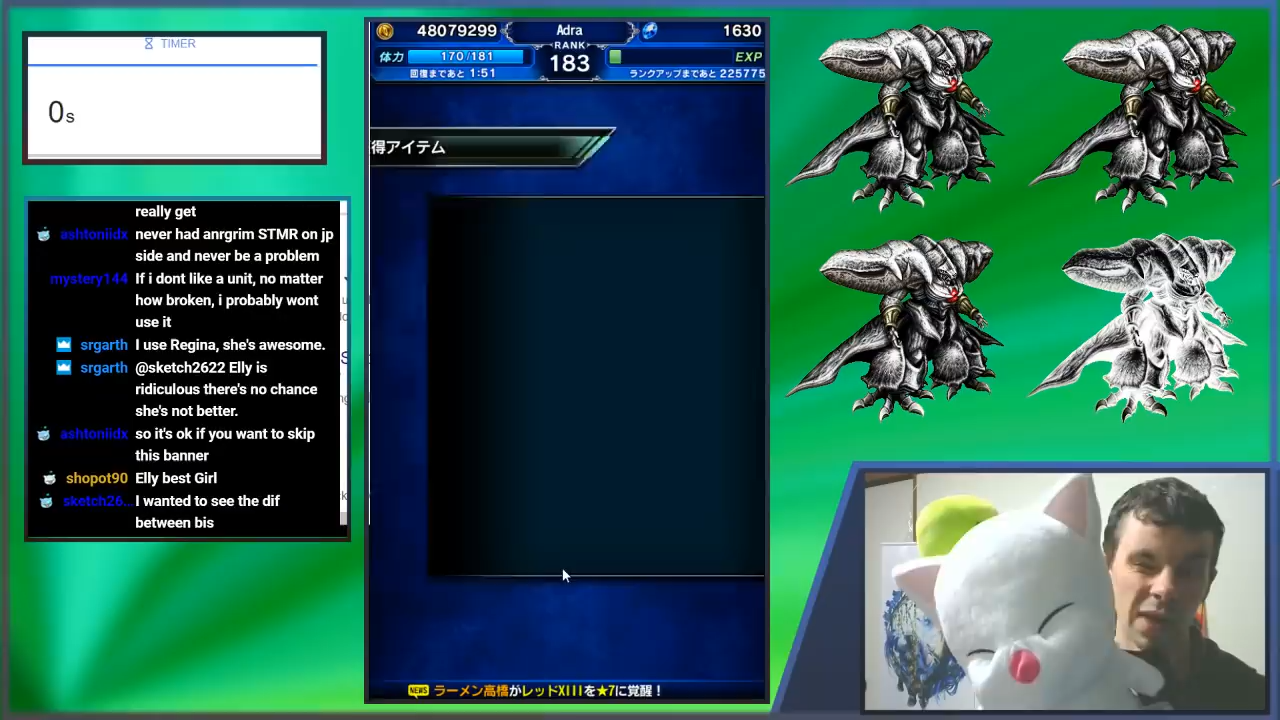 TIMER
0s
really get
ashtoniidx never had anrgrim STMR on jp
side and never be a problem
mystery144 If i dont like a unit, no matter
how broken, i probably wont
use it
srgarth I use Regina, she's awesome.
srgarth @sketch2622 Elly is
ridiculous there's no chance
she's not better.
ashtoniidx so it's ok if you want to skip
this banner
shopot90 Elly best Girl
sketch26... I wanted to see the dif
between bis
48079299 Adra 1630
体力 170/181 RANK 183 EXP
回復まであと 1:51 ランクアップまであと 225775
得アイテム
NEWS ラーメン高橋がレッドXIIIを★7に覚醒！